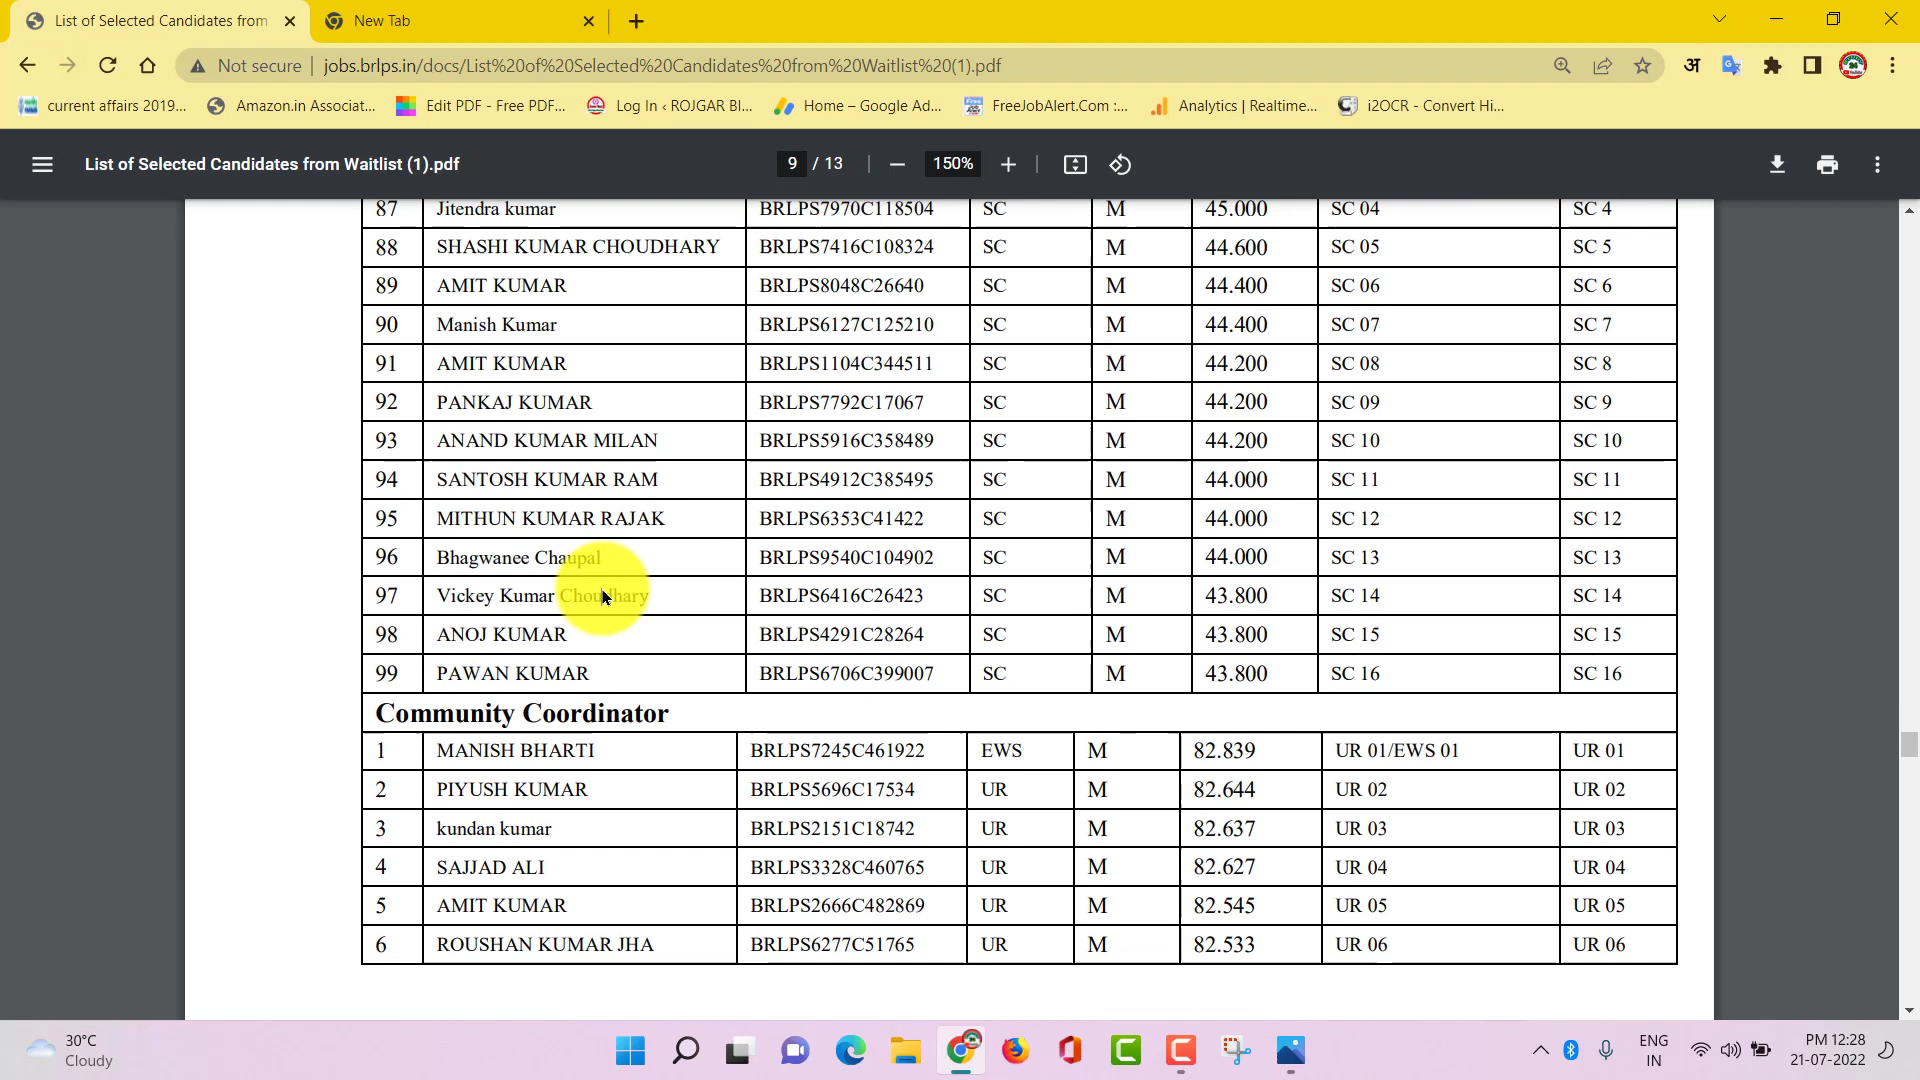 List of Selected Candidates from
New Tab
Not secure | jobs.brlps.in/docs/List%20of%20Selected%20Candidates%20from%20Waitlist%20(1).pdf
अ
current affairs 2019... Amazon.in Associat... Edit PDF - Free PDF... Log In ‹ ROJGAR BI... Home – Google Ad... FreeJobAlert.Com :... Analytics | Realtime... i2OCR - Convert Hi...
List of Selected Candidates from Waitlist (1).pdf 9 / 13 150%
87 Jitendra kumar BRLPS7970C118504 SC M 45.000 SC 04 SC 4
88 SHASHI KUMAR CHOUDHARY BRLPS7416C108324 SC M 44.600 SC 05 SC 5
89 AMIT KUMAR BRLPS8048C26640 SC M 44.400 SC 06 SC 6
90 Manish Kumar BRLPS6127C125210 SC M 44.400 SC 07 SC 7
91 AMIT KUMAR BRLPS1104C344511 SC M 44.200 SC 08 SC 8
92 PANKAJ KUMAR BRLPS7792C17067 SC M 44.200 SC 09 SC 9
93 ANAND KUMAR MILAN BRLPS5916C358489 SC M 44.200 SC 10 SC 10
94 SANTOSH KUMAR RAM BRLPS4912C385495 SC M 44.000 SC 11 SC 11
95 MITHUN KUMAR RAJAK BRLPS6353C41422 SC M 44.000 SC 12 SC 12
96 Bhagwanee Chaupal BRLPS9540C104902 SC M 44.000 SC 13 SC 13
97 Vickey Kumar Choudhary BRLPS6416C26423 SC M 43.800 SC 14 SC 14
98 ANOJ KUMAR BRLPS4291C28264 SC M 43.800 SC 15 SC 15
99 PAWAN KUMAR BRLPS6706C399007 SC M 43.800 SC 16 SC 16
Community Coordinator
1 MANISH BHARTI BRLPS7245C461922 EWS M 82.839 UR 01/EWS 01 UR 01
2 PIYUSH KUMAR BRLPS5696C17534 UR M 82.644 UR 02 UR 02
3 kundan kumar BRLPS2151C18742 UR M 82.637 UR 03 UR 03
4 SAJJAD ALI BRLPS3328C460765 UR M 82.627 UR 04 UR 04
5 AMIT KUMAR BRLPS2666C482869 UR M 82.545 UR 05 UR 05
6 ROUSHAN KUMAR JHA BRLPS6277C51765 UR M 82.533 UR 06 UR 06
30°C
Cloudy
ENG
IN
PM 12:28
21-07-2022